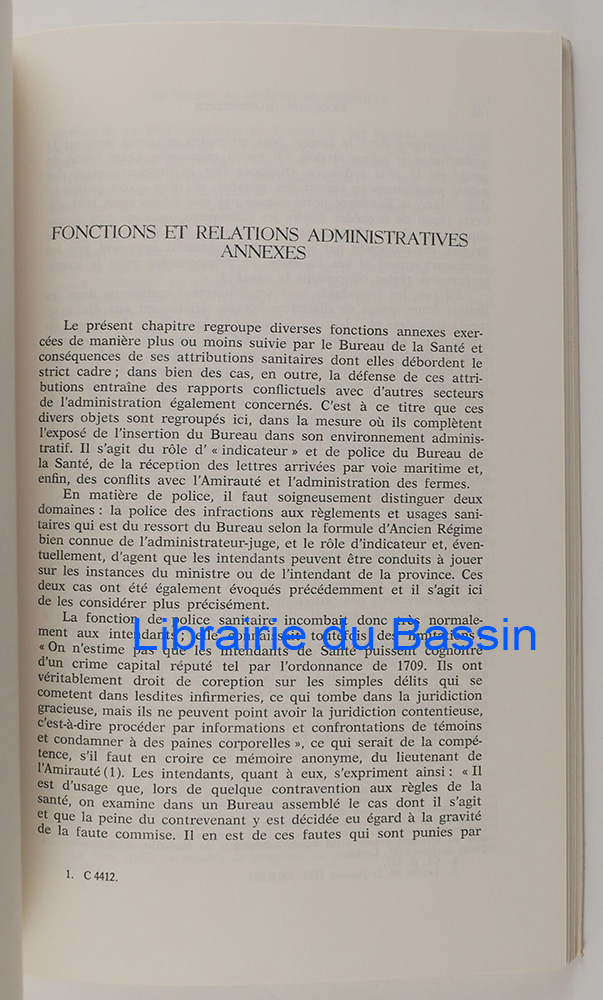 FONCTIONS ET RELATIONS ADMINISTRATIVES
ANNEXES
Le présent chapitre regroupe diverses fonctions annexes exer-
cées de manière plus ou moins suivie par le Bureau de la Santé et
conséquences de ses attributions sanitaires dont elles débordent le
strict cadre ; dans bien des cas, en outre, la défense de ces attri-
butions entraîne des rapports conflictuels avec d'autres secteurs
de l'administration également concernés. C'est à ce titre que ces
divers objets sont regroupés ici, dans la mesure où ils complètent
l'exposé de l'insertion du Bureau dans son environnement adminis-
tratif. Il s'agit du rôle d' « indicateur » et de police du Bureau de
la Santé, de la réception des lettres arrivées par voie maritime et,
enfin, des conflits avec l'Amirauté et l'administration des fermes.
En matière de police, il faut soigneusement distinguer deux
domaines : la police des infractions aux règlements et usages sani-
taires qui est du ressort du Bureau selon la formule d'Ancien Régime
bien connue de l'administrateur-juge, et le rôle d'indicateur et, éven-
tuellement, d'agent que les intendants peuvent être conduits à jouer
sur les instances du ministre ou de l'intendant de la province. Ces
deux cas ont été également évoqués précédemment et il s'agit ici
de les considérer plus précisément.
La fonction de police sanitaire incombait donc très normale-
ment aux intendants, elle connaissait toutefois des limitations :
Librairie du Bassin
« On n'estime pas que les intendants de Santé puissent cognoître
d'un crime capital réputé tel par l'ordonnance de 1709. Ils ont
véritablement droit de coreption sur les simples délits qui se
cometent dans lesdites infirmeries, ce qui tombe dans la juridiction
gracieuse, mais ils ne peuvent point avoir la juridiction contentieuse,
c'est-à-dire procéder par informations et confrontations de témoins
et condamner à des paines corporelles », ce qui serait de la compé-
tence, s'il faut en croire ce mémoire anonyme, du lieutenant de
l'Amirauté (1). Les intendants, quant à eux, s'expriment ainsi : « Il
est d'usage que, lors de quelque contravention aux règles de la
santé, on examine dans un Bureau assemblé le cas dont il s'agit
et que la peine du contrevenant y est décidée eu égard à la gravité
de la faute commise. Il en est de ces fautes qui sont punies par
1. C 4412.